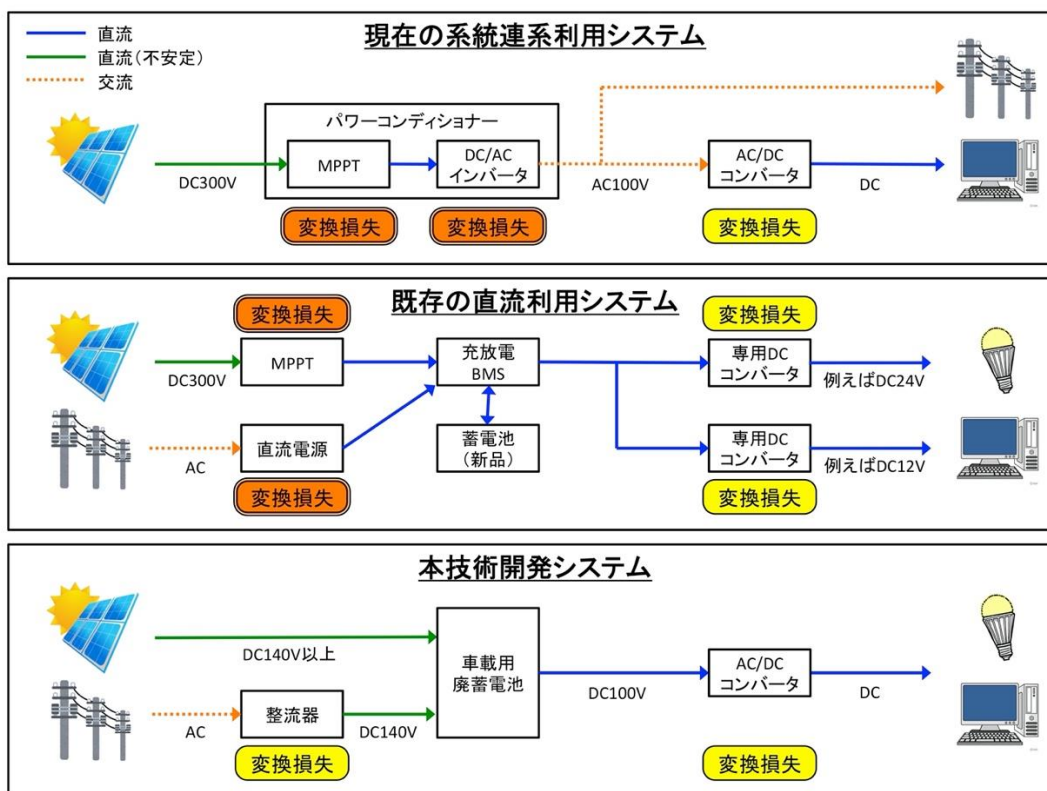 現在の系統連系利用システム
直流
直流(不安定)
交流
パワーコンディショナー
MPPT
DC/AC
インバータ
AC/DC
コンバータ
DC300V
AC100V
DC
変換損失
変換損失
変換損失
既存の直流利用システム
変換損失
変換損失
MPPT
充放電
BMS
専用DC
コンバータ
DC300V
例えばDC24V
直流電源
蓄電池
(新品)
専用DC
コンバータ
AC
例えばDC12V
変換損失
変換損失
本技術開発システム
DC140V以上
車載用
廃蓄電池
AC/DC
コンバータ
DC100V
DC
整流器
AC
DC140V
変換損失
変換損失